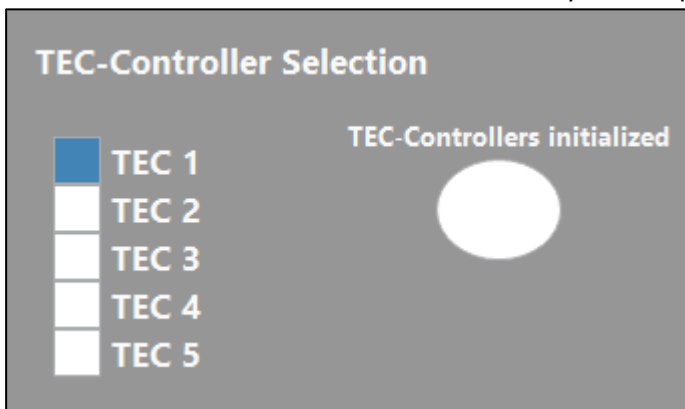 TEC-Controller Selection
TEC-Controllers initialized
TEC 1
TEC 2
TEC 3
TEC 4
TEC 5